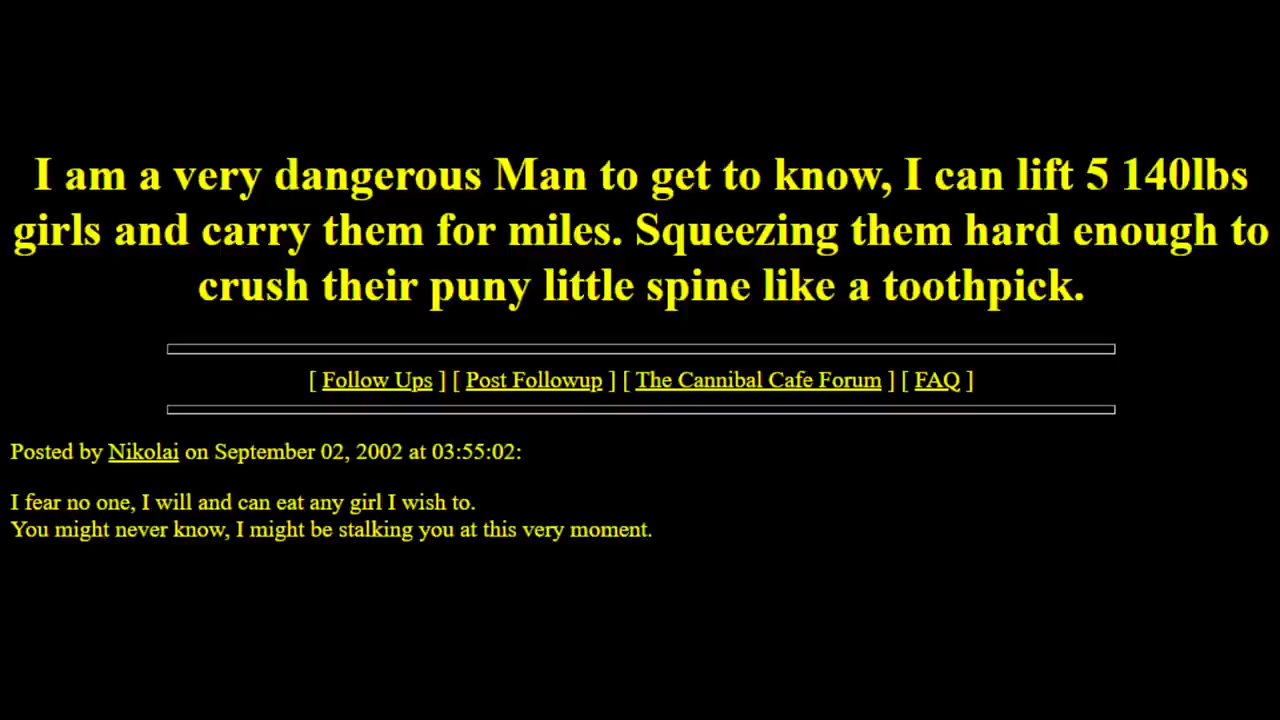 I am a very dangerous Man to get to know, I can lift 5 140lbs
girls and carry them for miles. Squeezing them hard enough to
crush their puny little spine like a toothpick.
[ Follow Ups ] [ Post Followup ] [ The Cannibal Cafe Forum ] [ FAQ ]
Posted by Nikolai on September 02, 2002 at 03:55:02:
I fear no one, I will and can eat any girl I wish to.
You might never know, I might be stalking you at this very moment.